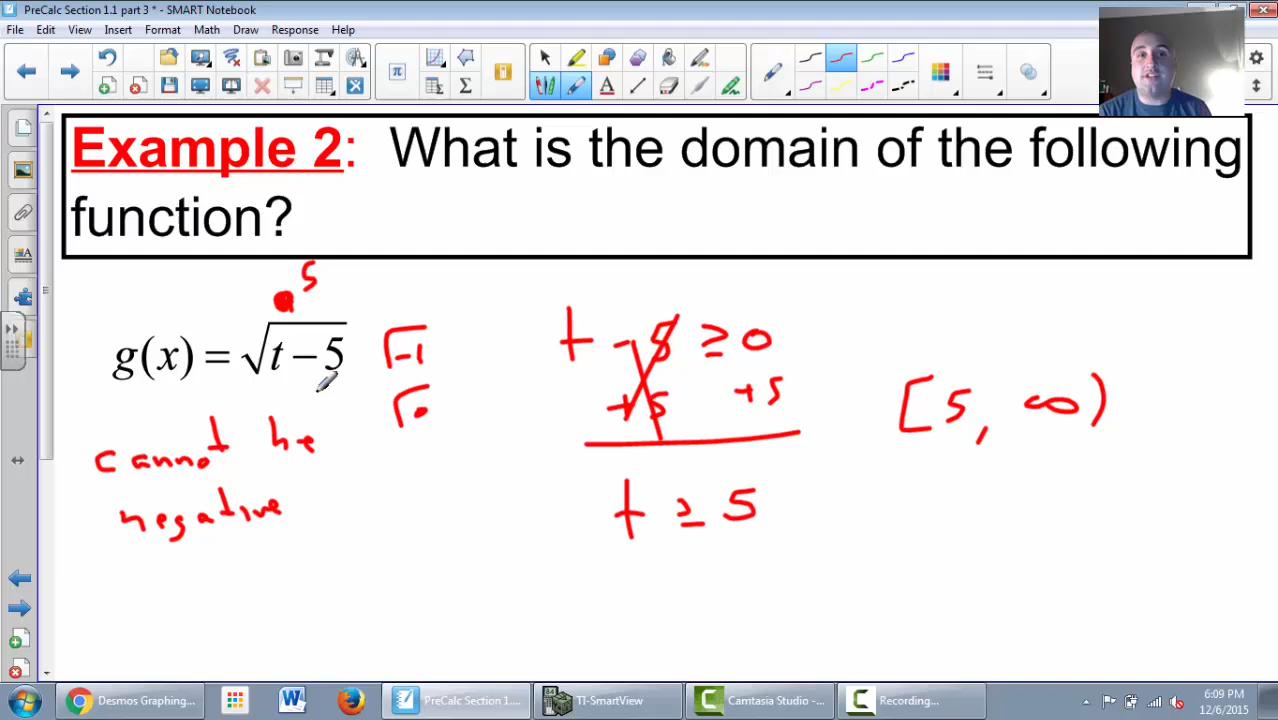 PreCalc Section 1.1 part 3 * - SMART Notebook
File Edit View Insert Format Math Draw Response Help
Example 2: What is the domain of the following
function?
5
g(x) = √(t − 5)
√-1
√0
cannot be
negative
t - 5 ≥ 0
+5 +5
t ≥ 5
[5, ∞)
Desmos Graphing...
PreCalc Section 1....
TI-SmartView
Camtasia Studio -...
Recording...
6:09 PM
12/6/2015